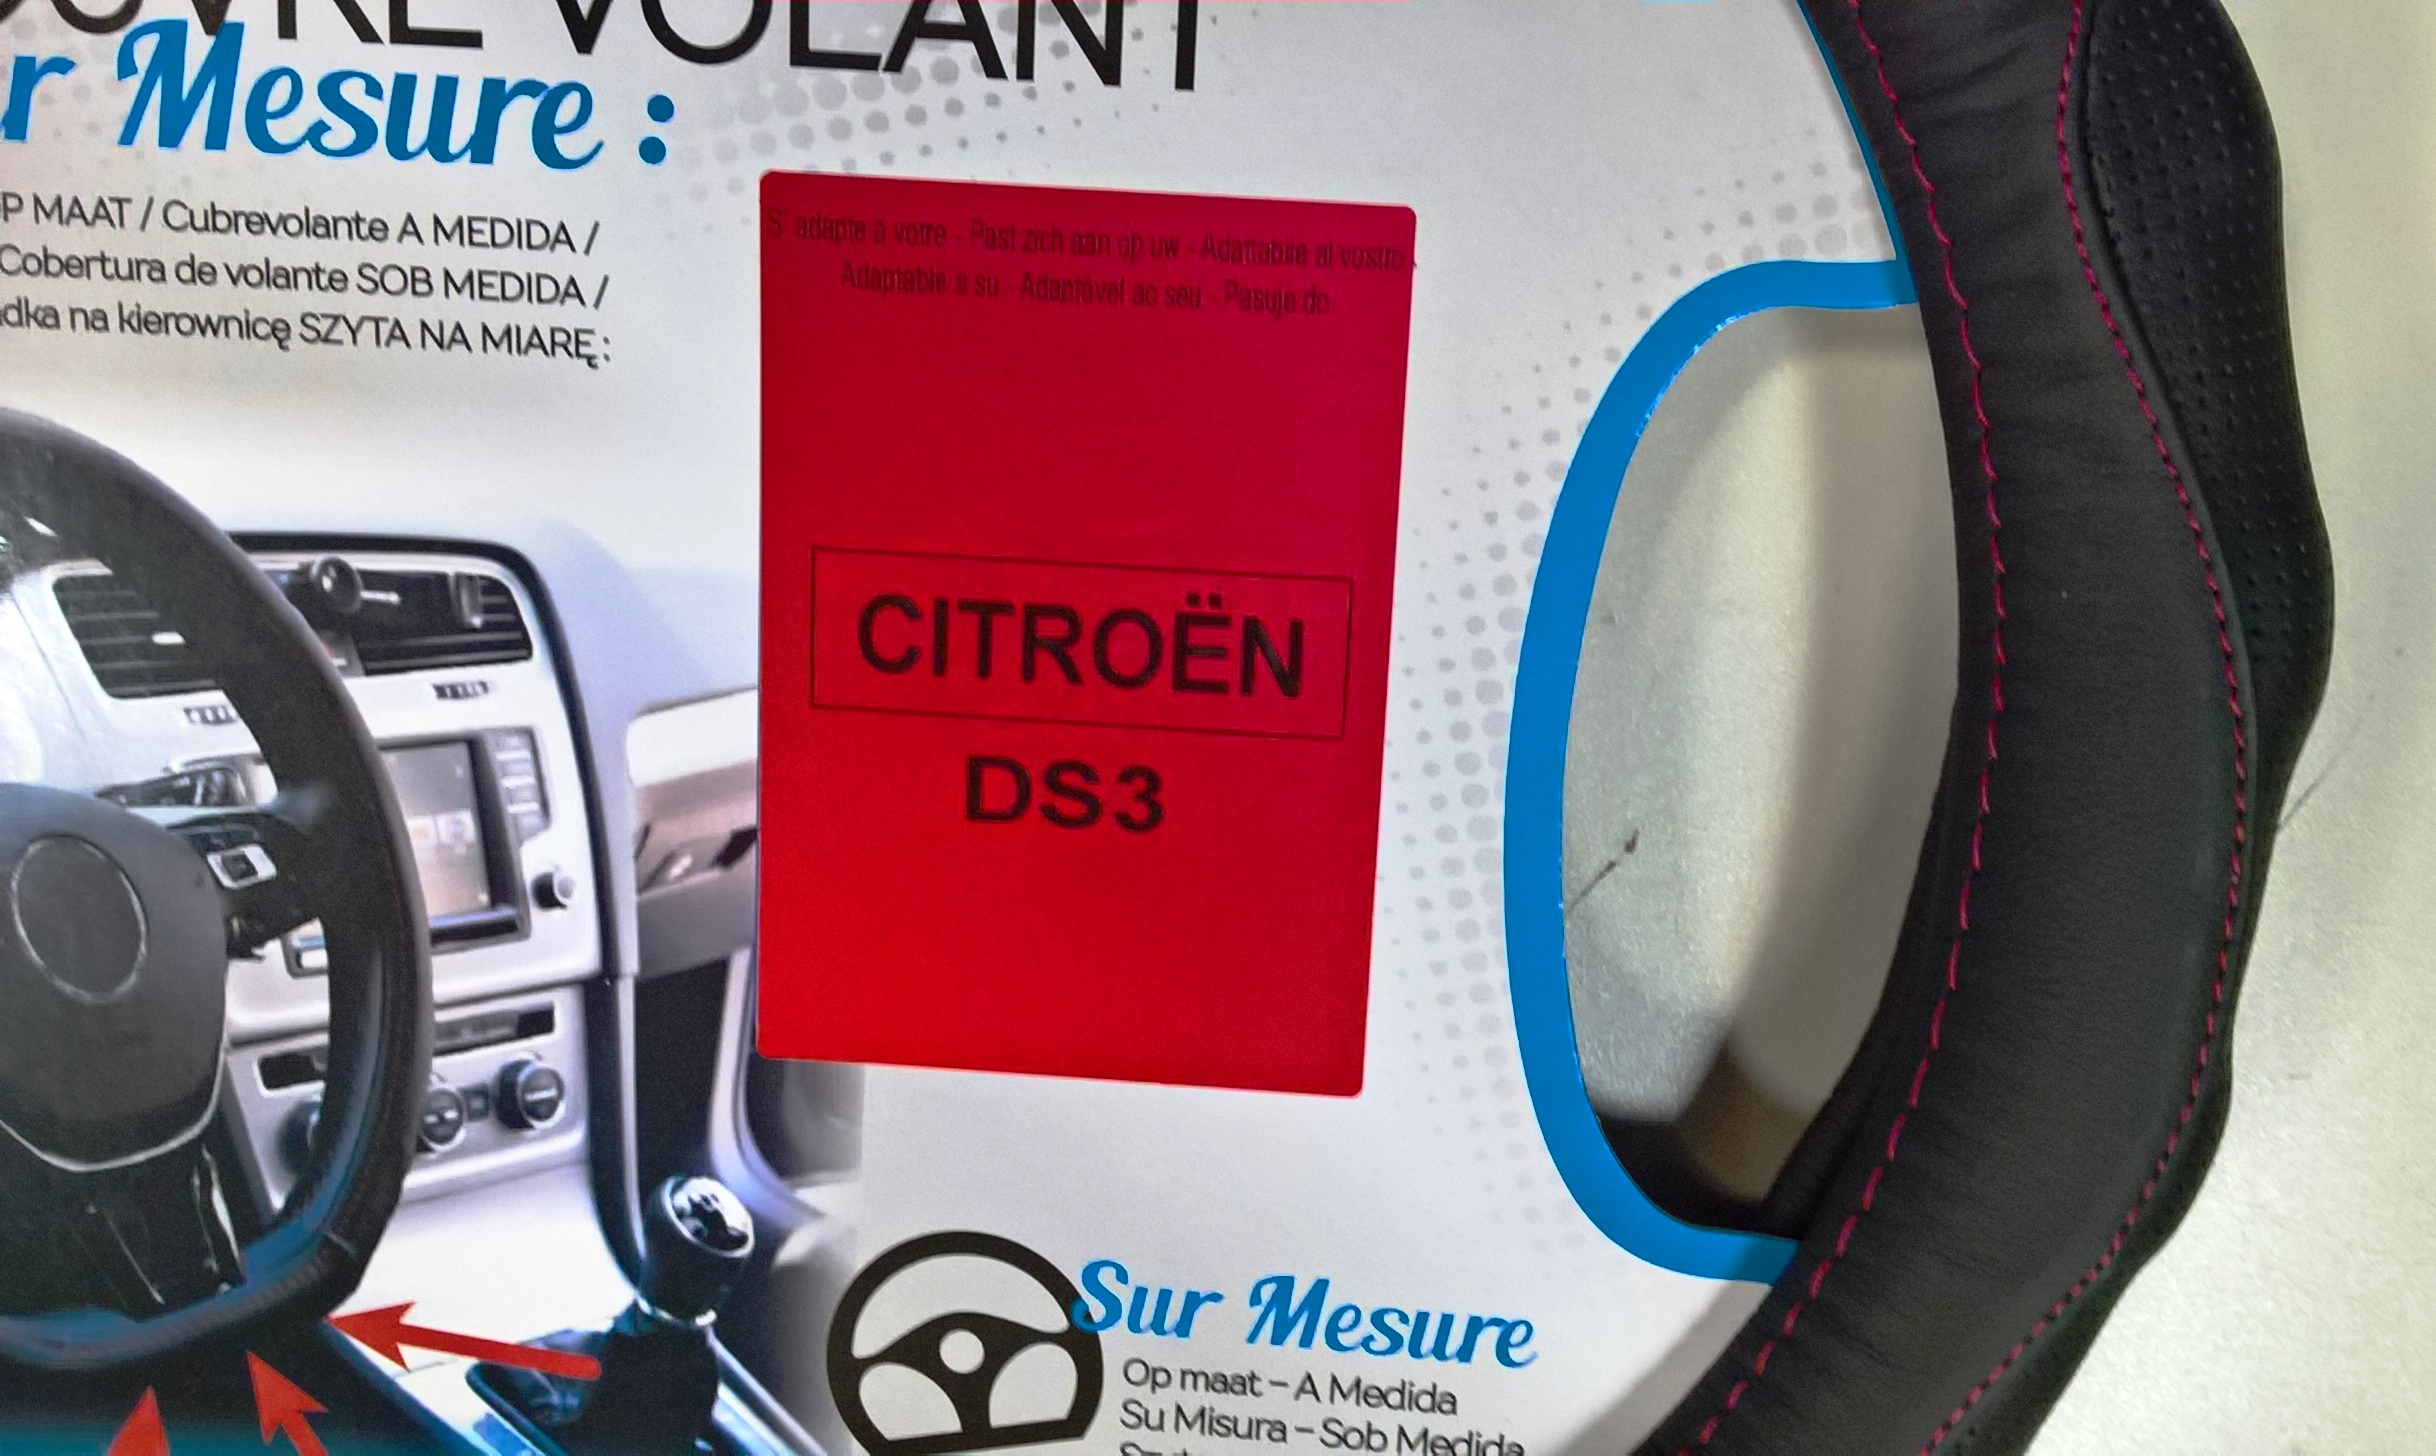 OUVRE VOLANT
r Mesure :
P MAAT / Cubrevolante A MEDIDA /
Cobertura de volante SOB MEDIDA /
dka na kierownicę SZYTA NA MIARĘ:
S' adapte a votre - Past zich aan op uw - Adattabile al vostro -
Adaptable a su - Adaptável ao seu - Pasuje do
CITROËN
DS3
Sur Mesure
Op maat – A Medida
Su Misura – Sob Medida